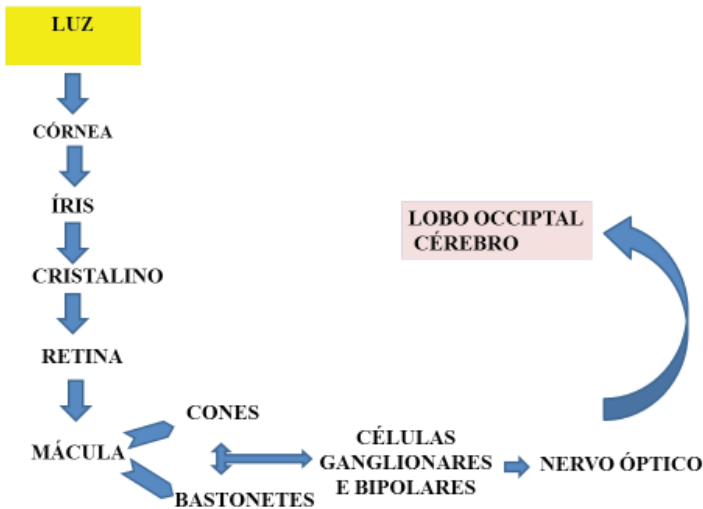 LUZ
CÓRNEA
ÍRIS
CRISTALINO
RETINA
MÁCULA
CONES
BASTONETES
CÉLULAS
GANGLIONARES
E BIPOLARES
NERVO ÓPTICO
LOBO OCCIPTAL
CÉREBRO